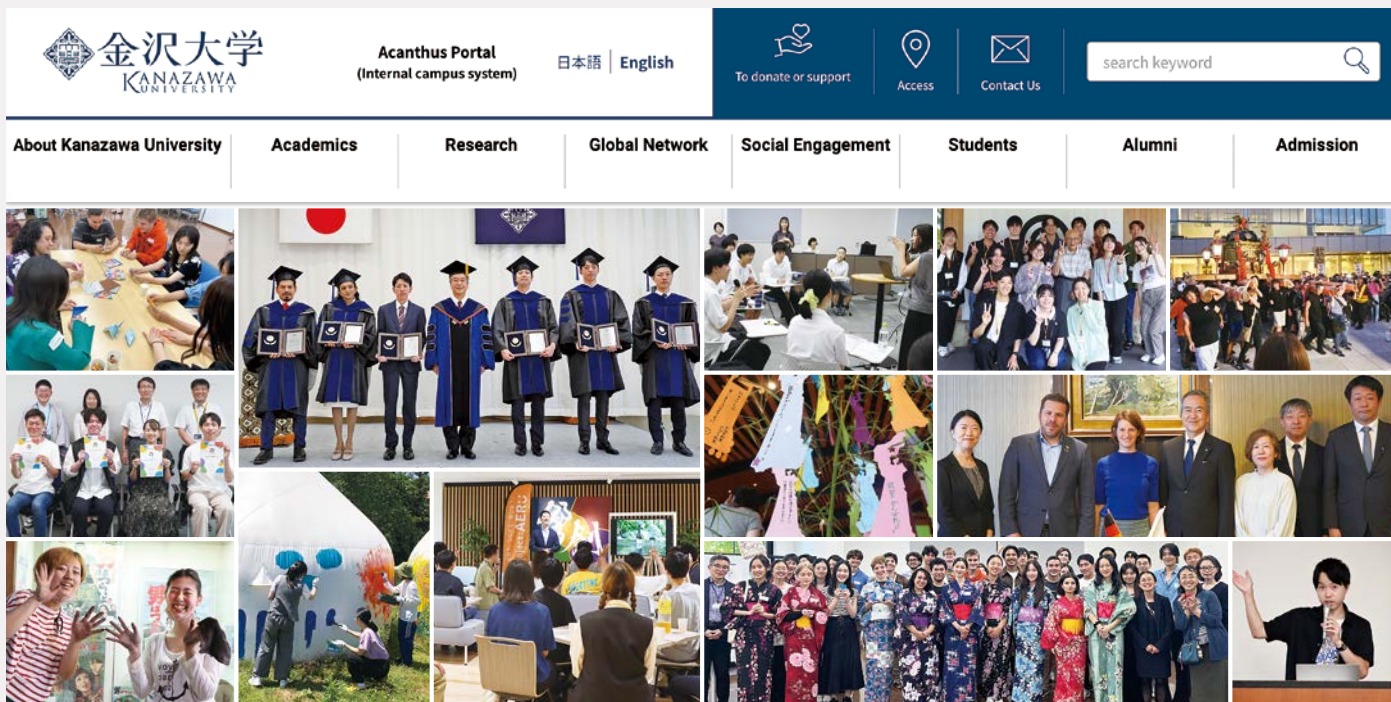 金沢大学
KANAZAWA
UNIVERSITY
Acanthus Portal
(Internal campus system)
日本語 | English
To donate or support
Access
Contact Us
search keyword
About Kanazawa University
Academics
Research
Global Network
Social Engagement
Students
Alumni
Admission